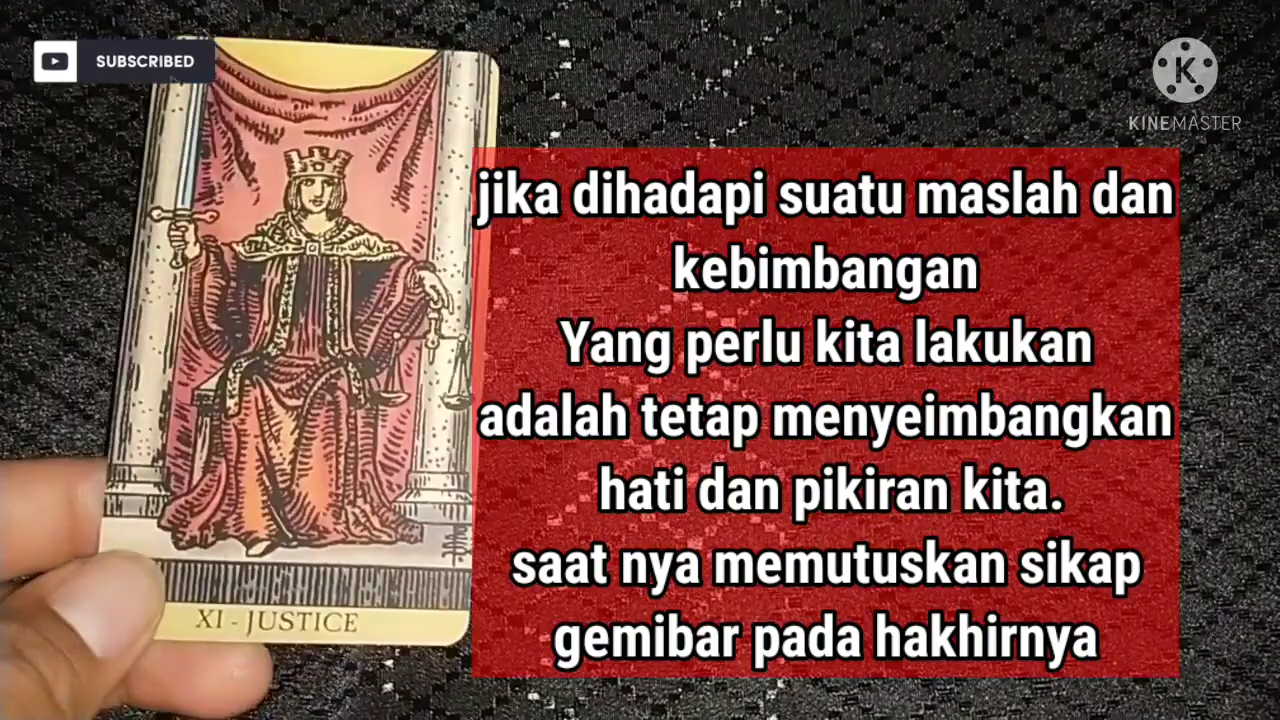 SUBSCRIBED
K
KINEMASTER
jika dihadapi suatu maslah dan
kebimbangan
Yang perlu kita lakukan
adalah tetap menyeimbangkan
hati dan pikiran kita.
saat nya memutuskan sikap
gemibar pada hakhirnya
XI - JUSTICE